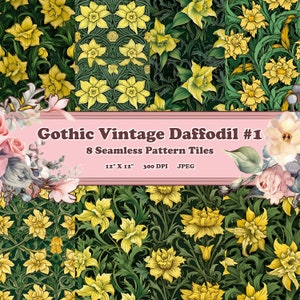 Gothic Vintage Daffodil #1
8 Seamless Pattern Tiles
12" X 12" 300 DPI JPEG